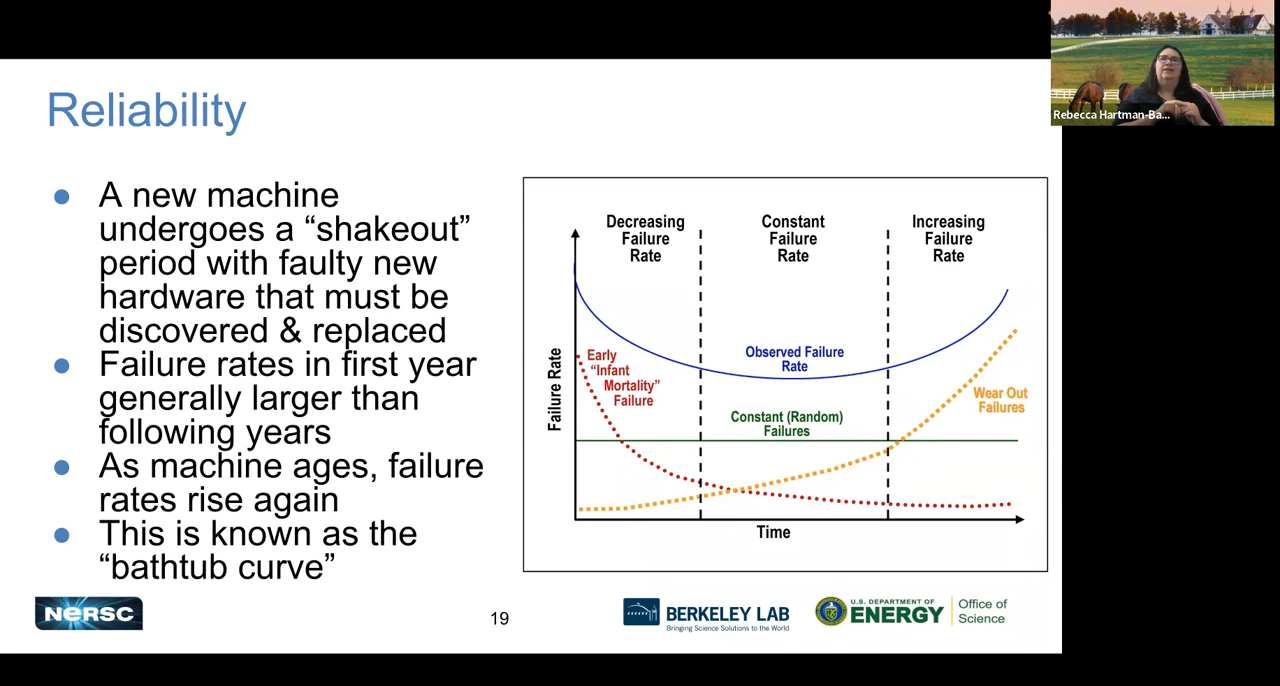 Rebecca Hartman-Ba...
Reliability
● A new machine
undergoes a “shakeout”
period with faulty new
hardware that must be
discovered & replaced
● Failure rates in first year
generally larger than
following years
● As machine ages, failure
rates rise again
● This is known as the
“bathtub curve”
Decreasing
Failure
Rate
Constant
Failure
Rate
Increasing
Failure
Rate
Failure Rate
Observed Failure
Rate
Early
“Infant
Mortality”
Failure
Constant (Random)
Failures
Wear Out
Failures
Time
NERSC
19
BERKELEY LAB
Bringing Science Solutions to the World
U.S. DEPARTMENT OF
ENERGY
Office of
Science